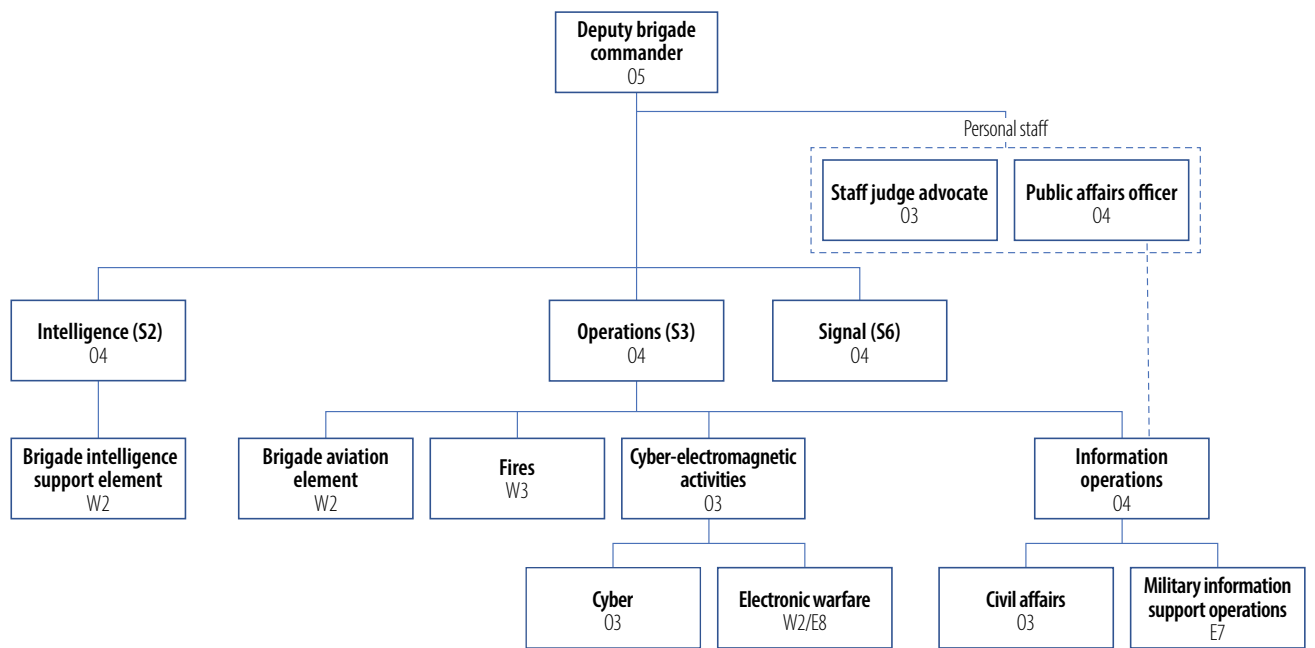 Deputy brigade
commander
O5
Personal staff
Staff judge advocate
O3
Public affairs officer
O4
Intelligence (S2)
O4
Operations (S3)
O4
Signal (S6)
O4
Brigade intelligence
support element
W2
Brigade aviation
element
W2
Fires
W3
Cyber-electromagnetic
activities
O3
Information
operations
O4
Cyber
O3
Electronic warfare
W2/E8
Civil affairs
O3
Military information
support operations
E7